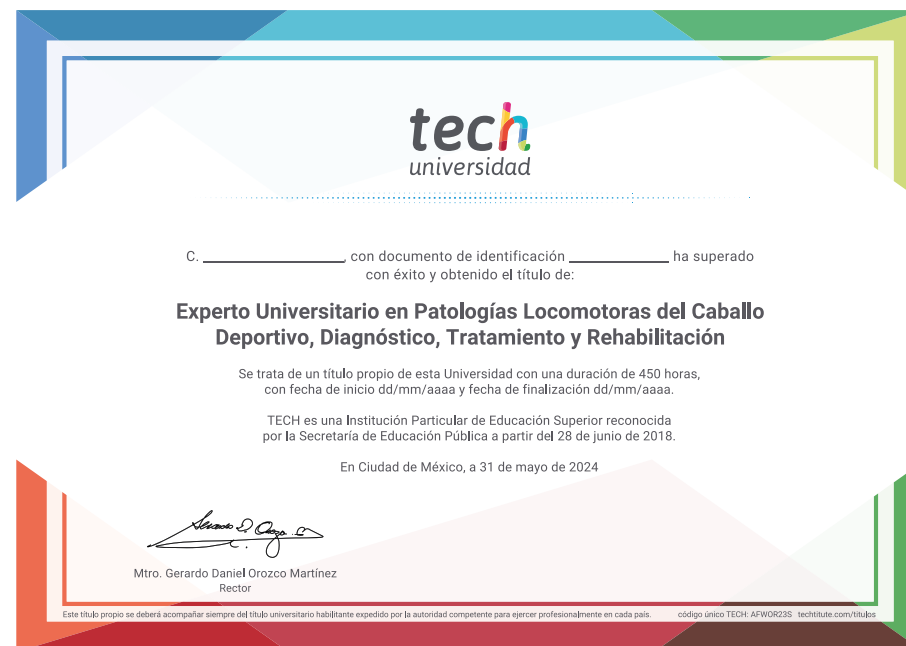 tech
universidad
C. ____________, con documento de identificación ____________ ha superado
con éxito y obtenido el título de:
Experto Universitario en Patologías Locomotoras del Caballo
Deportivo, Diagnóstico, Tratamiento y Rehabilitación
Se trata de un título propio de esta Universidad con una duración de 450 horas,
con fecha de inicio dd/mm/aaaa y fecha de finalización dd/mm/aaaa.
TECH es una Institución Particular de Educación Superior reconocida
por la Secretaría de Educación Pública a partir del 28 de junio de 2018.
En Ciudad de México, a 31 de mayo de 2024
Mtro. Gerardo Daniel Orozco Martínez
Rector
Este título propio se deberá acompañar siempre del título universitario habilitante expedido por la autoridad competente para ejercer profesionalmente en cada país. código único TECH: AFWOR23S techtitute.com/titulos